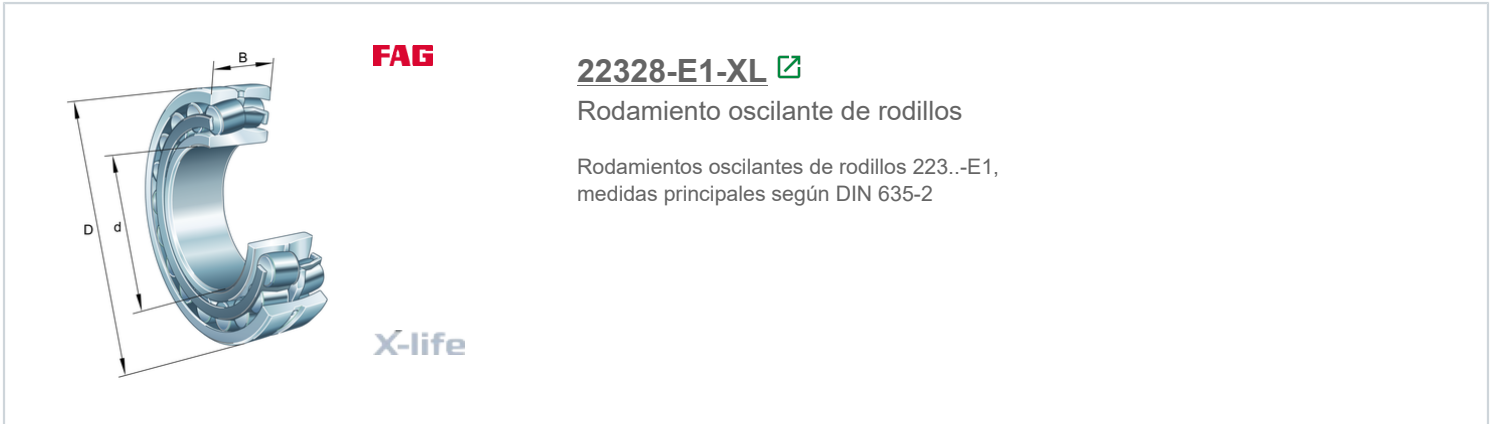 B
D
d
FAG
X-life
22328-E1-XL
Rodamiento oscilante de rodillos
Rodamientos oscilantes de rodillos 223..-E1,
medidas principales según DIN 635-2